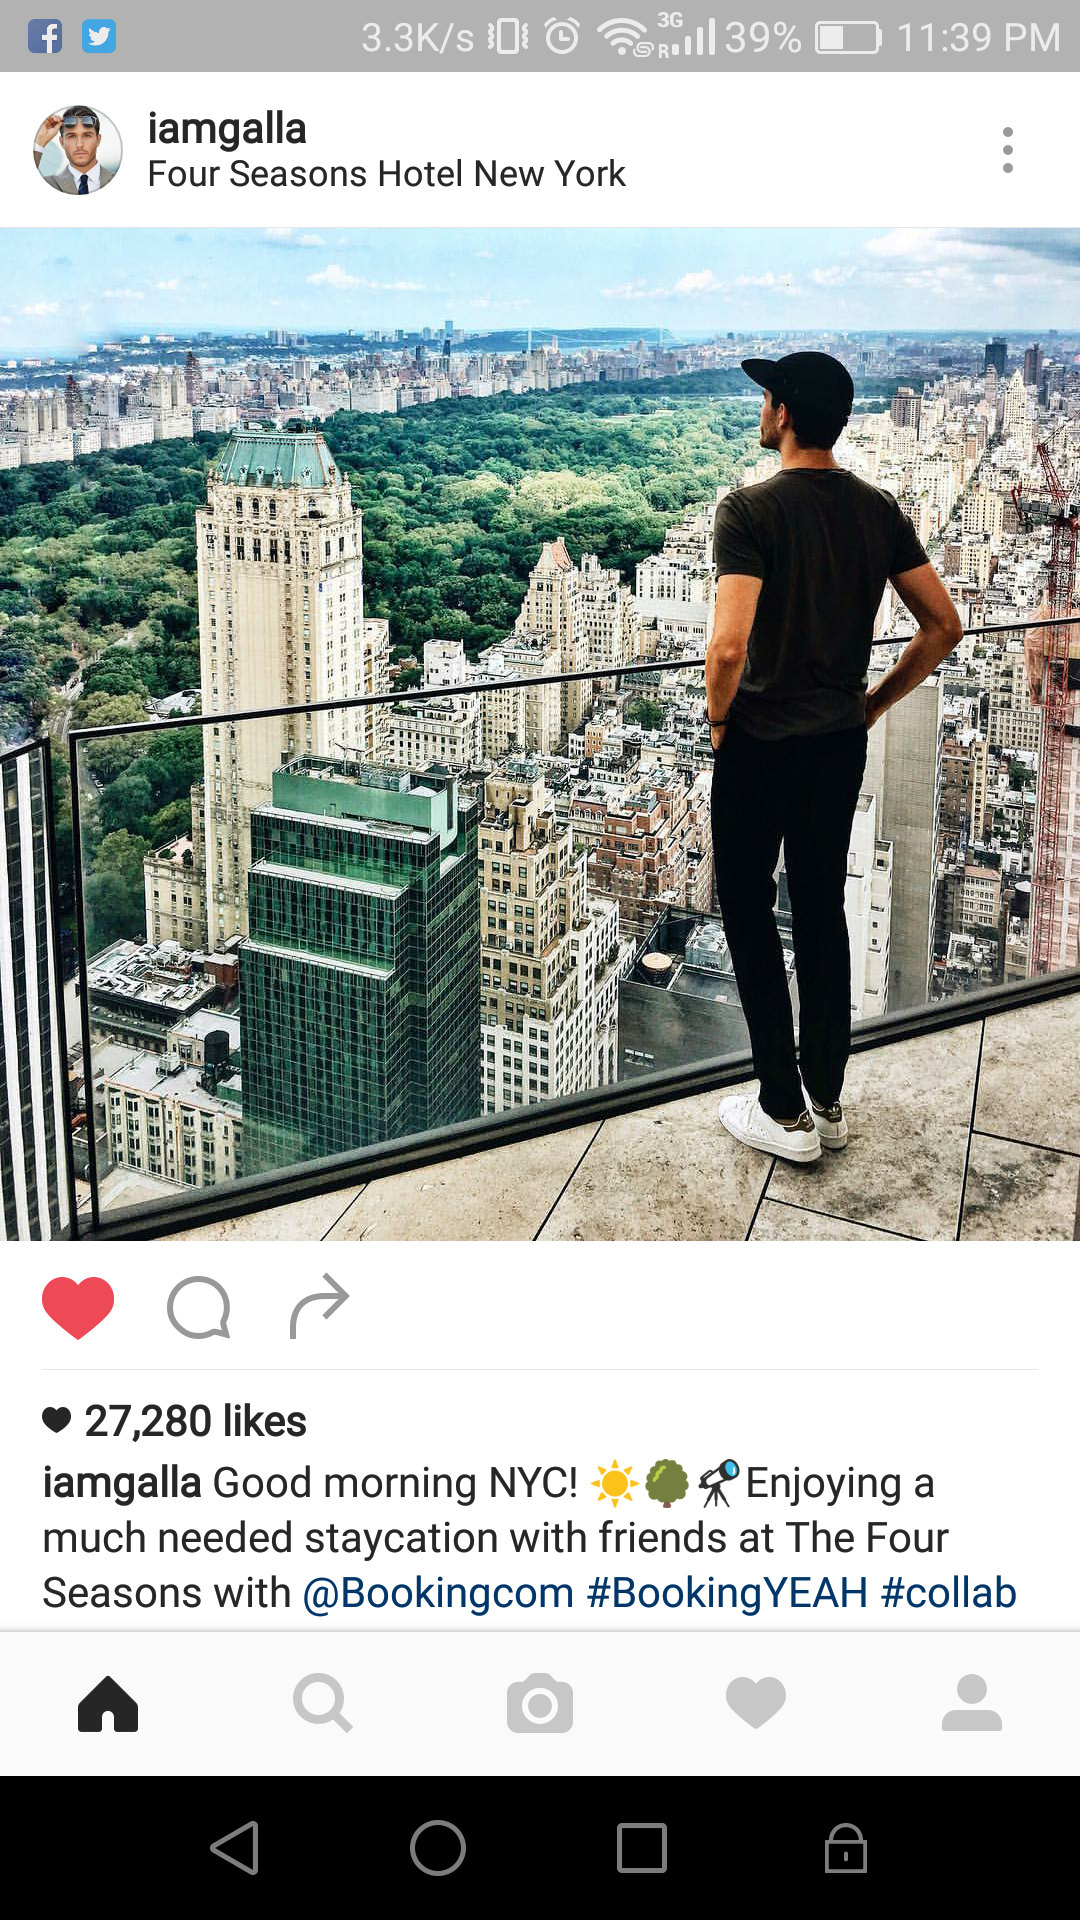 3.3K/s 3G R 39% 11:39 PM
iamgalla
Four Seasons Hotel New York
27,280 likes
iamgalla Good morning NYC! ☀️🌳🔭Enjoying a
much needed staycation with friends at The Four
Seasons with @Bookingcom #BookingYEAH #collab